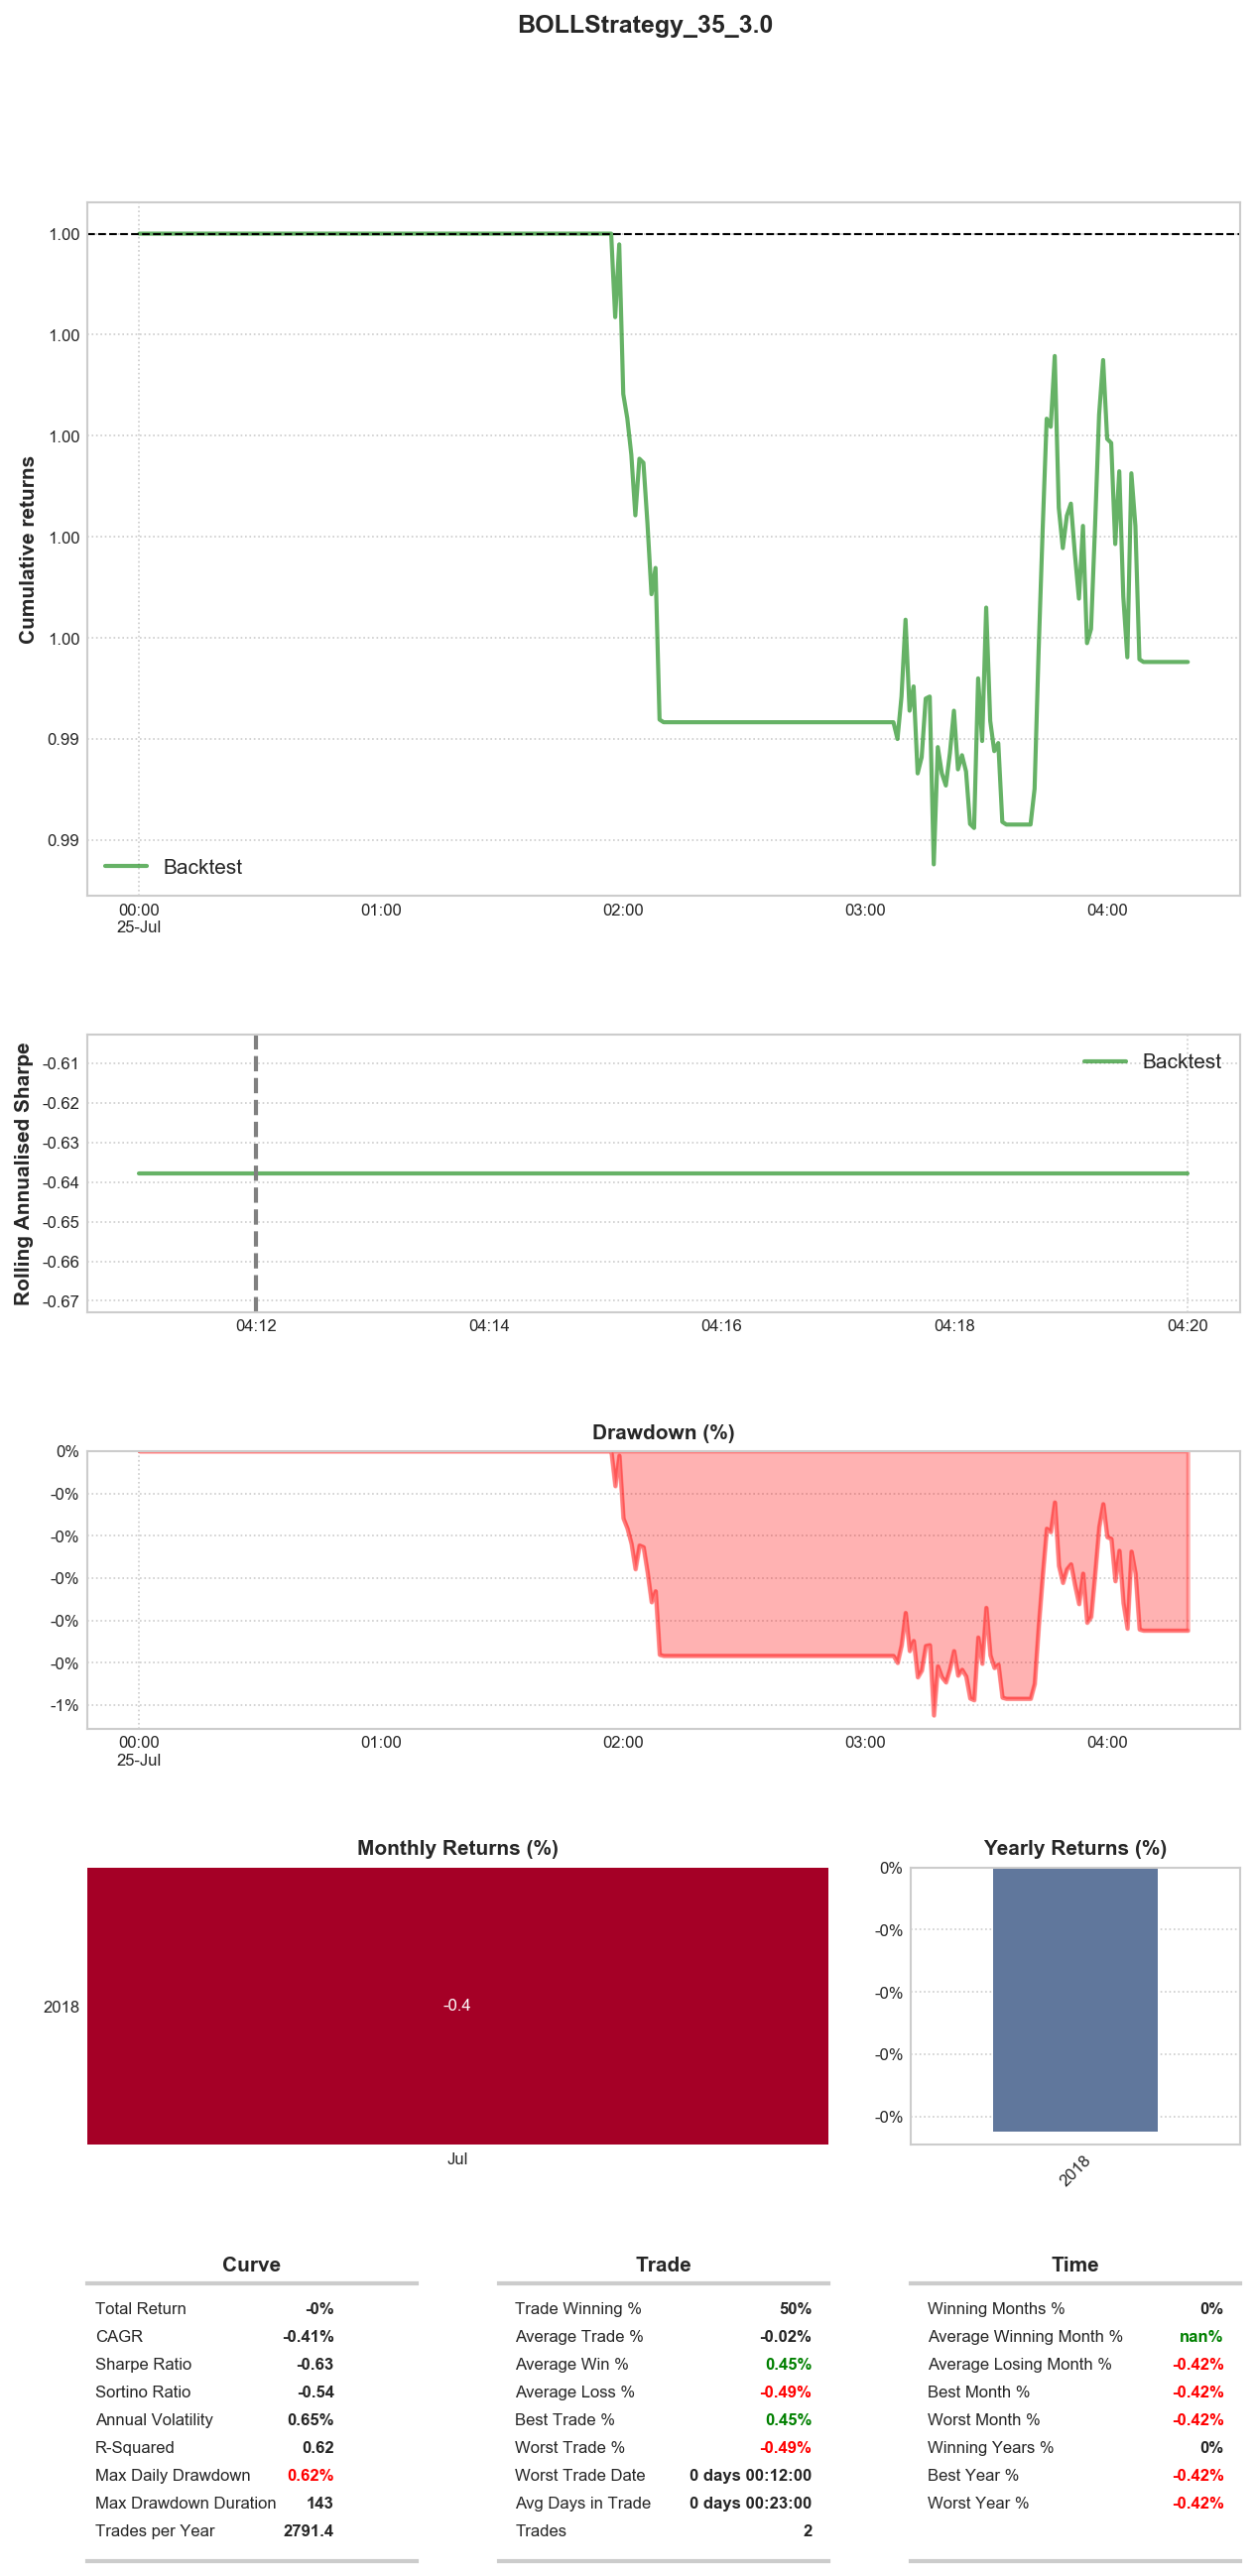 BOLLStrategy_35_3.0
Cumulative returns
1.00
1.00
1.00
1.00
1.00
0.99
0.99
Backtest
00:00 01:00 02:00 03:00 04:00
25-Jul
Rolling Annualised Sharpe
-0.61
-0.62
-0.63
-0.64
-0.65
-0.66
-0.67
Backtest
04:12 04:14 04:16 04:18 04:20
Drawdown (%)
0%
-0%
-0%
-0%
-0%
-0%
-1%
00:00 01:00 02:00 03:00 04:00
25-Jul
Monthly Returns (%)
2018
-0.4
Jul
Yearly Returns (%)
0%
-0%
-0%
-0%
-0%
2018
Curve
Total Return -0%
CAGR -0.41%
Sharpe Ratio -0.63
Sortino Ratio -0.54
Annual Volatility 0.65%
R-Squared 0.62
Max Daily Drawdown 0.62%
Max Drawdown Duration 143
Trades per Year 2791.4
Trade
Trade Winning % 50%
Average Trade % -0.02%
Average Win % 0.45%
Average Loss % -0.49%
Best Trade % 0.45%
Worst Trade % -0.49%
Worst Trade Date 0 days 00:12:00
Avg Days in Trade 0 days 00:23:00
Trades 2
Time
Winning Months % 0%
Average Winning Month % nan%
Average Losing Month % -0.42%
Best Month % -0.42%
Worst Month % -0.42%
Winning Years % 0%
Best Year % -0.42%
Worst Year % -0.42%